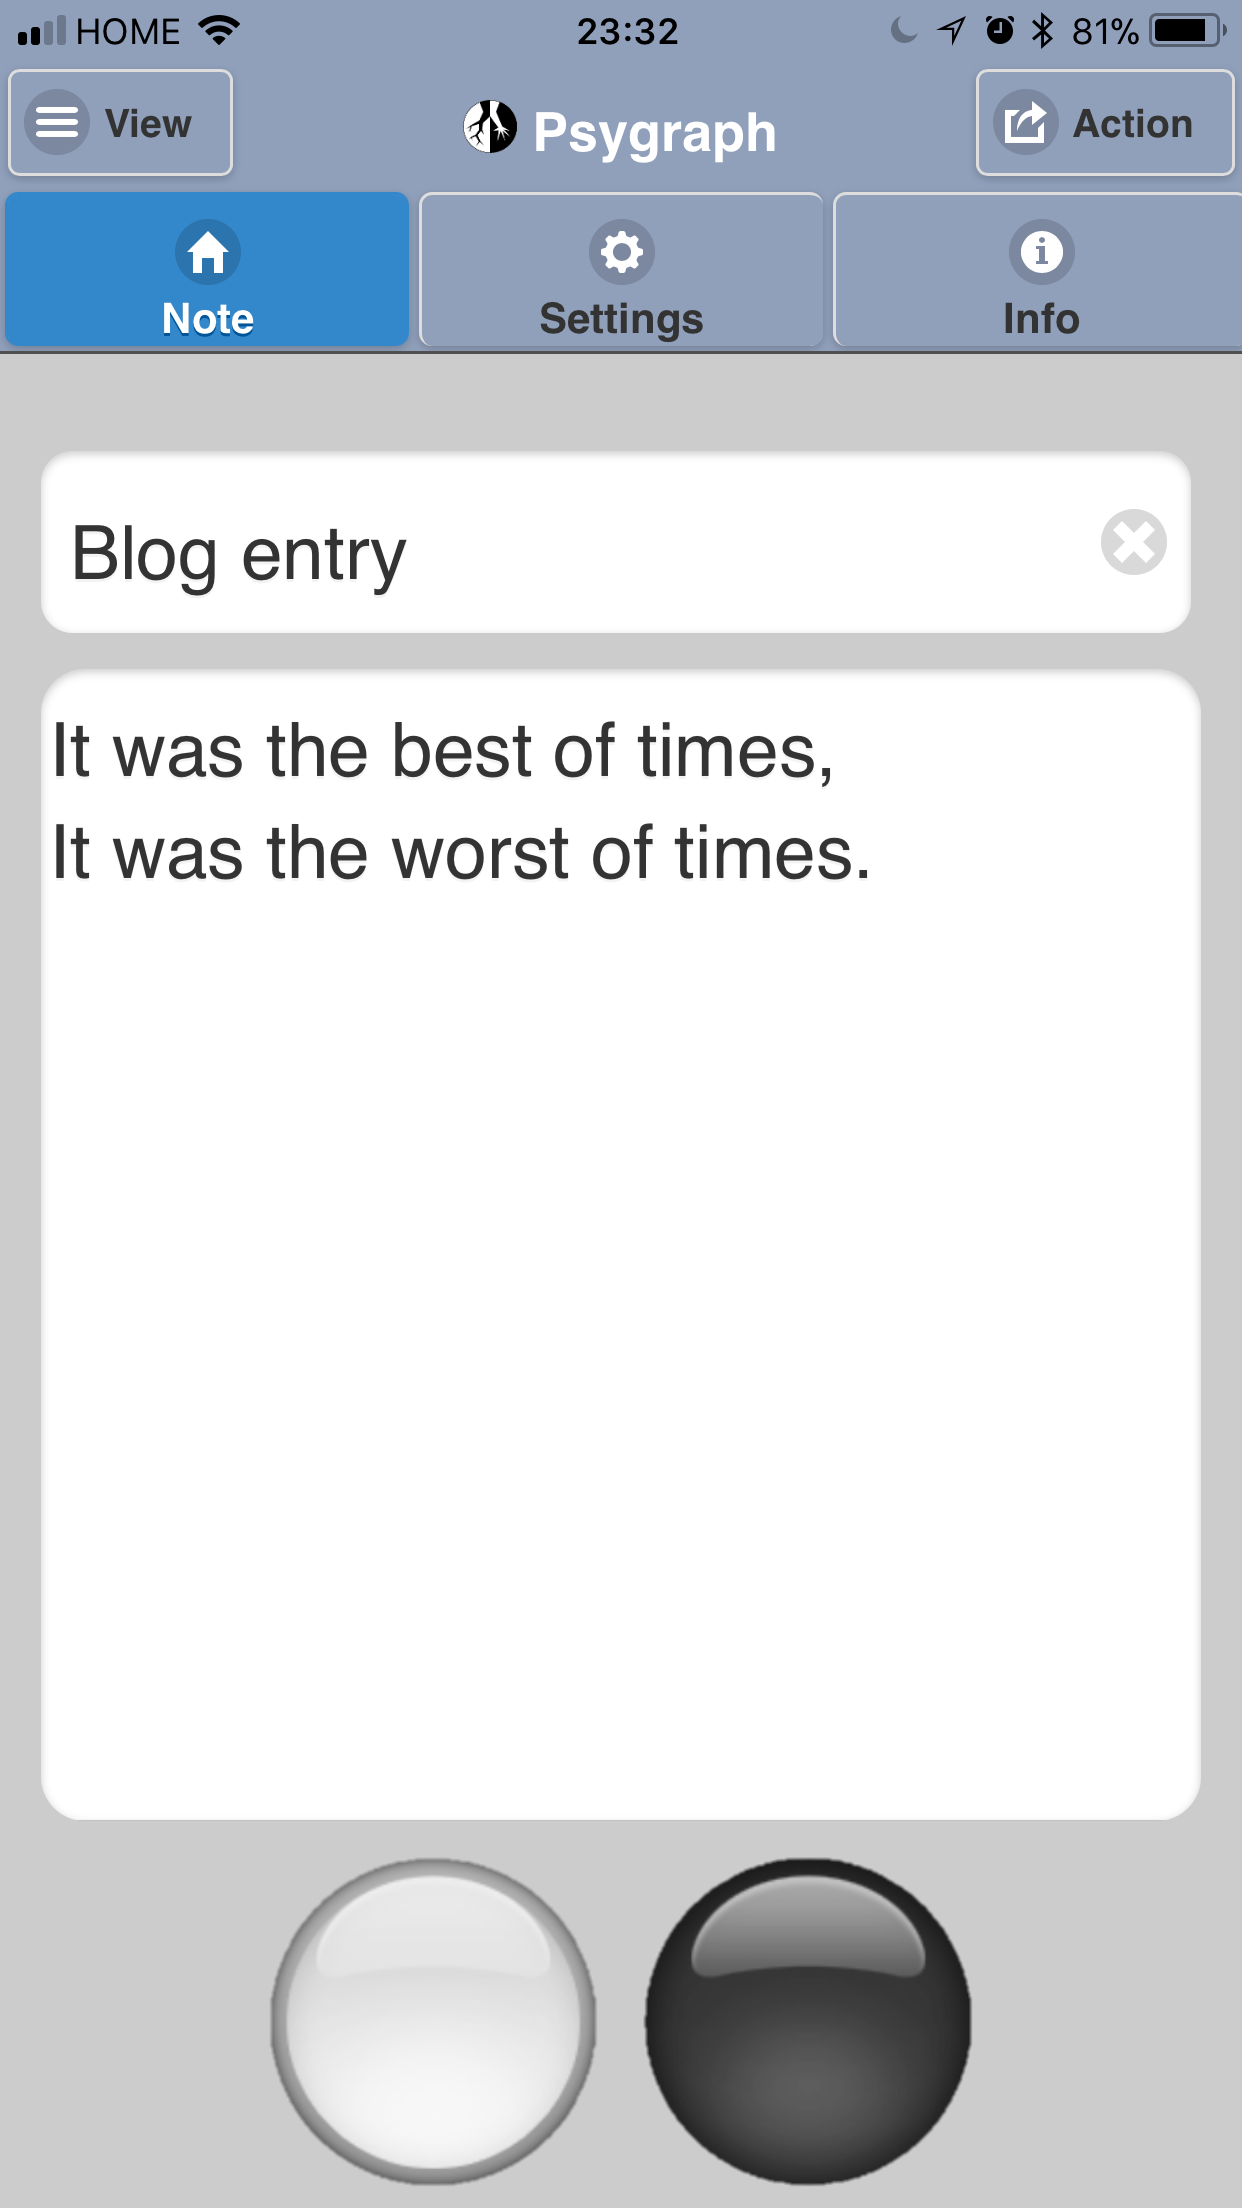 HOME 23:32 81%
View Psygraph Action
Note Settings Info
Blog entry
It was the best of times,
It was the worst of times.